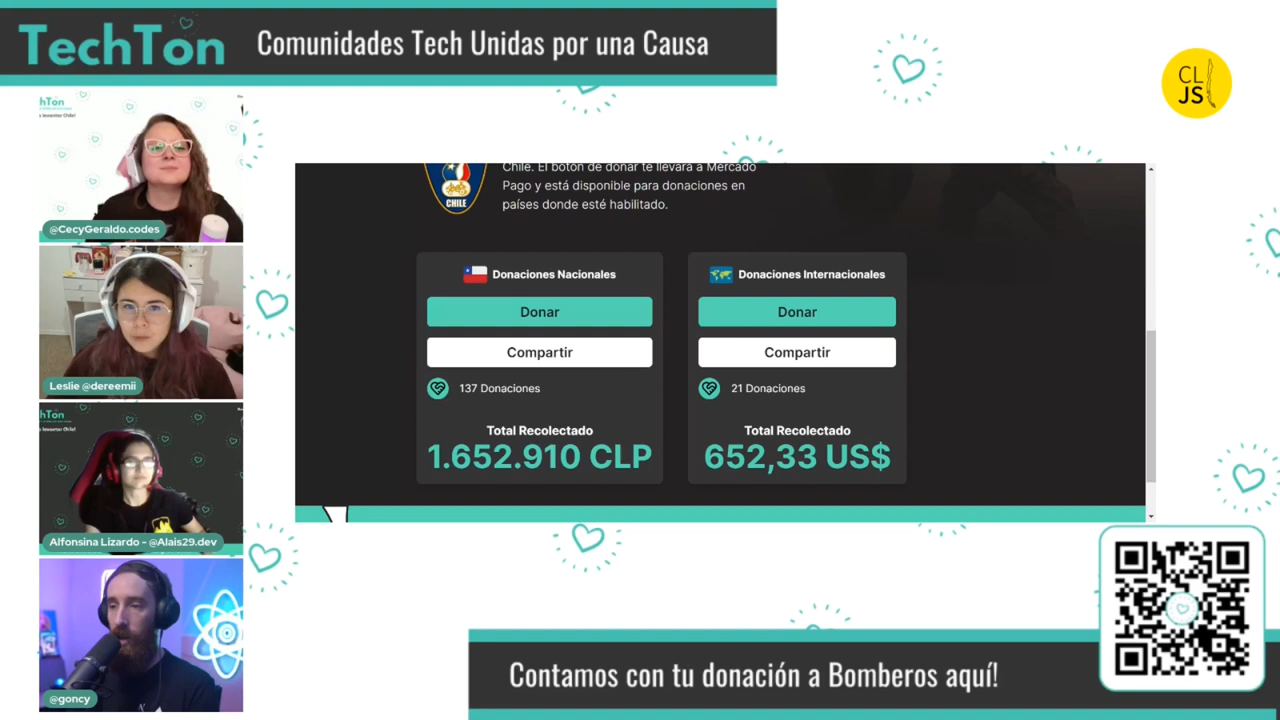 TechTon
Comunidades Tech Unidas por una Causa
CL
JS
chTon
@CecyGeraldo.codes
Leslie @dereemii
chTon
Alfonsina Lizardo - @Alais29.dev
@goncy
Chile. El botón de donar te llevará a Mercado
Pago y está disponible para donaciones en
países donde esté habilitado.
CHILE
Donaciones Nacionales
Donar
Compartir
137 Donaciones
Total Recolectado
1.652.910 CLP
Donaciones Internacionales
Donar
Compartir
21 Donaciones
Total Recolectado
652,33 US$
Contamos con tu donación a Bomberos aquí!